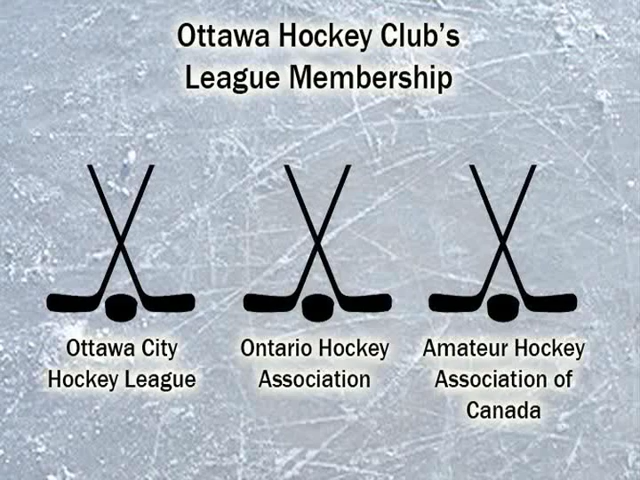 Ottawa Hockey Club’s
League Membership
Ottawa City
Hockey League
Ontario Hockey
Association
Amateur Hockey
Association of
Canada